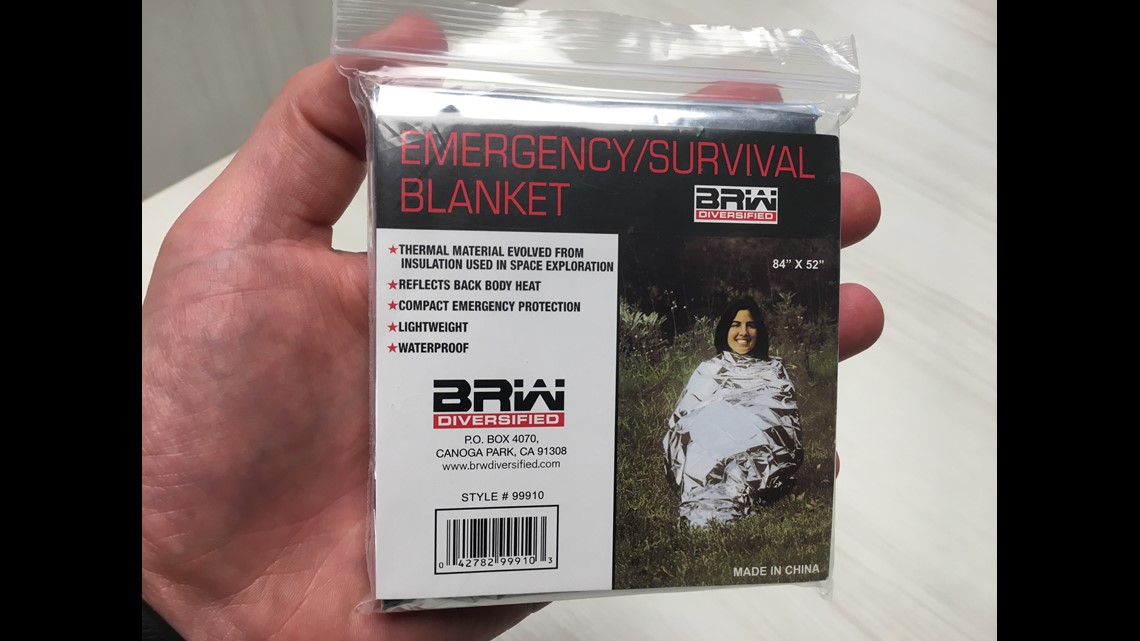 EMERGENCY/SURVIVAL
BLANKET
BRW
DIVERSIFIED
★THERMAL MATERIAL EVOLVED FROM
INSULATION USED IN SPACE EXPLORATION
★REFLECTS BACK BODY HEAT
★COMPACT EMERGENCY PROTECTION
★LIGHTWEIGHT
★WATERPROOF
84" X 52"
BRW
DIVERSIFIED
P.O. BOX 4070,
CANOGA PARK, CA 91308
www.brwdiversified.com
STYLE # 99910
0 42782 99910 3
MADE IN CHINA